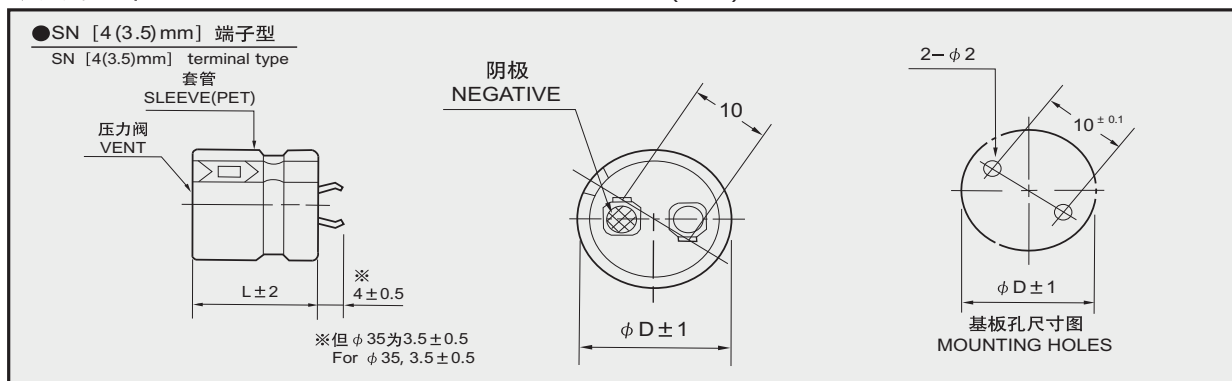 ●SN [4(3.5)mm] 端子型
SN [4(3.5)mm] terminal type
套管
SLEEVE(PET)
压力阀
VENT
L±2
※
4±0.5
※但φ35为3.5±0.5
For φ35, 3.5±0.5
阴极
NEGATIVE
10
φD±1
2-φ2
10 ±0.1
φD±1
基板孔尺寸图
MOUNTING HOLES